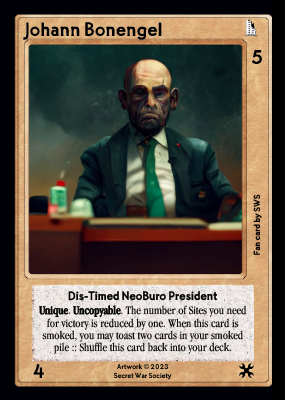 Johann Bonengel
5
Fan card by SWS
Dis-Timed NeoBuro President
Unique. Uncopyable. The number of Sites you need
for victory is reduced by one. When this card is
smoked, you may toast two cards in your smoked
pile :: Shuffle this card back into your deck.
4
Artwork © 2023
Secret War Society